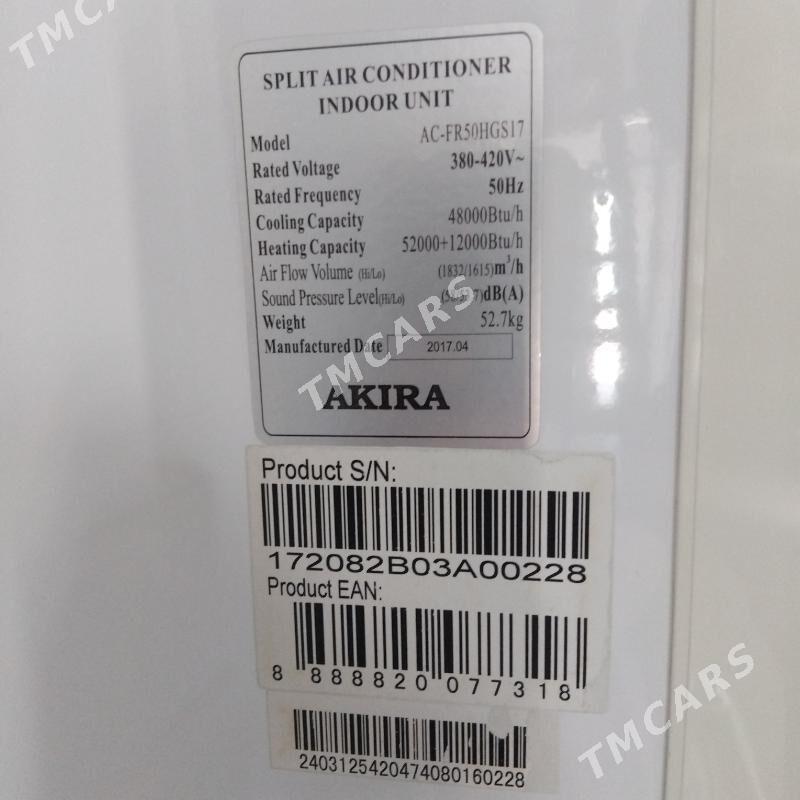 TMCARS
SPLIT AIR CONDITIONER
INDOOR UNIT
Model AC-FR50HGS17
Rated Voltage 380-420V~
Rated Frequency 50Hz
Cooling Capacity 48000Btu/h
Heating Capacity 52000+12000Btu/h
Air Flow Volume (Hi/Lo) (1832/1615)m³/h
Sound Pressure Level(Hi/Lo) dB(A)
Weight 52.7kg
Manufactured Date 2017.04
TMCARS
AKIRA
Product S/N:
172082B03A00228
Product EAN:
8 888820 077318
TMCARS
2403125420474080160228